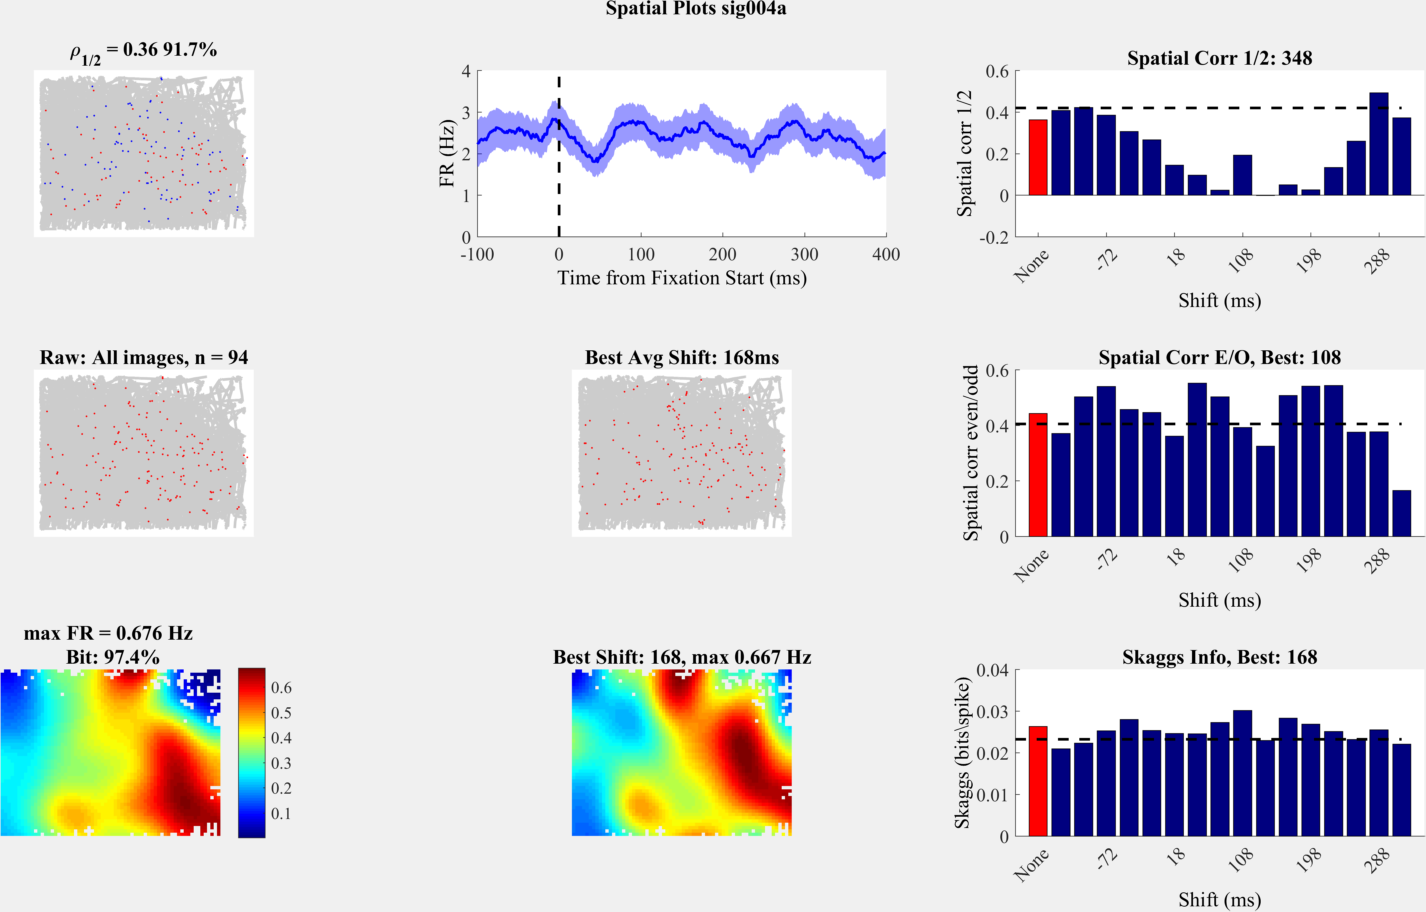 Spatial Plots sig004a
ρ1/2 = 0.36 91.7%
4
3
2
1
0
FR (Hz)
-100
0
100
200
300
400
Time from Fixation Start (ms)
Spatial Corr 1/2: 348
0.6
0.4
0.2
0
-0.2
Spatial corr 1/2
None
-72
18
108
198
288
Shift (ms)
Raw: All images, n = 94
Best Avg Shift: 168ms
Spatial Corr E/O, Best: 108
0.6
0.4
0.2
0
Spatial corr even/odd
None
-72
18
108
198
288
Shift (ms)
max FR = 0.676 Hz
Bit: 97.4%
0.6
0.5
0.4
0.3
0.2
0.1
Best Shift: 168, max 0.667 Hz
Skaggs Info, Best: 168
0.04
0.03
0.02
0.01
0
Skaggs (bits\spike)
None
-72
18
108
198
288
Shift (ms)